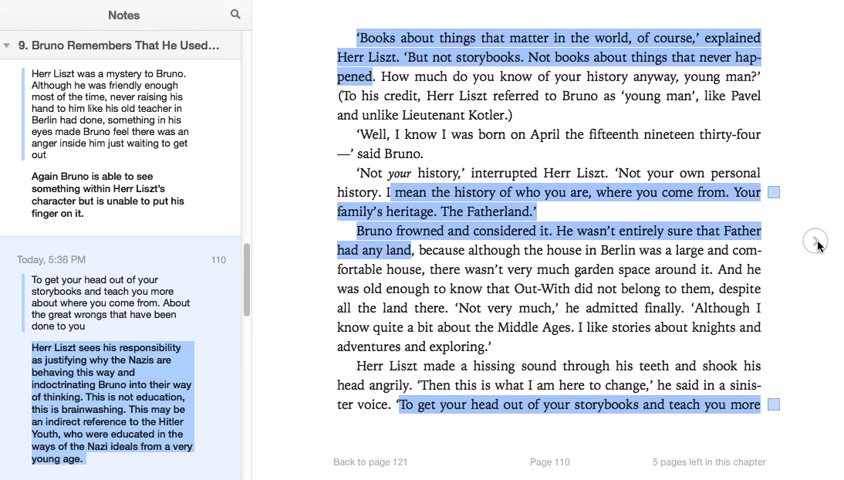 Notes
9. Bruno Remembers That He Used...
Herr Liszt was a mystery to Bruno.
Although he was friendly enough
most of the time, never raising his
hand to him like his old teacher in
Berlin had done, something in his
eyes made Bruno feel there was an
anger inside him just waiting to get
out
Again Bruno is able to see
something within Herr Liszt's
character but is unable to put his
finger on it.
Today, 5:36 PM 110
To get your head out of your
storybooks and teach you more
about where you come from. About
the great wrongs that have been
done to you
Herr Liszt sees his responsibility
as justifying why the Nazis are
behaving this way and
indoctrinating Bruno into their way
of thinking. This is not education,
this is brainwashing. This may be
an indirect reference to the Hitler
Youth, who were educated in the
ways of the Nazi ideals from a very
young age.
‘Books about things that matter in the world, of course,’ explained
Herr Liszt. ‘But not storybooks. Not books about things that never hap-
pened. How much do you know of your history anyway, young man?’
(To his credit, Herr Liszt referred to Bruno as ‘young man’, like Pavel
and unlike Lieutenant Kotler.)
‘Well, I know I was born on April the fifteenth nineteen thirty-four
—’ said Bruno.
‘Not your history,’ interrupted Herr Liszt. ‘Not your own personal
history. I mean the history of who you are, where you come from. Your
family’s heritage. The Fatherland.’
Bruno frowned and considered it. He wasn’t entirely sure that Father
had any land, because although the house in Berlin was a large and com-
fortable house, there wasn’t very much garden space around it. And he
was old enough to know that Out-With did not belong to them, despite
all the land there. ‘Not very much,’ he admitted finally. ‘Although I
know quite a bit about the Middle Ages. I like stories about knights and
adventures and exploring.’
Herr Liszt made a hissing sound through his teeth and shook his
head angrily. ‘Then this is what I am here to change,’ he said in a sinis-
ter voice. ‘To get your head out of your storybooks and teach you more
Back to page 121 Page 110 5 pages left in this chapter